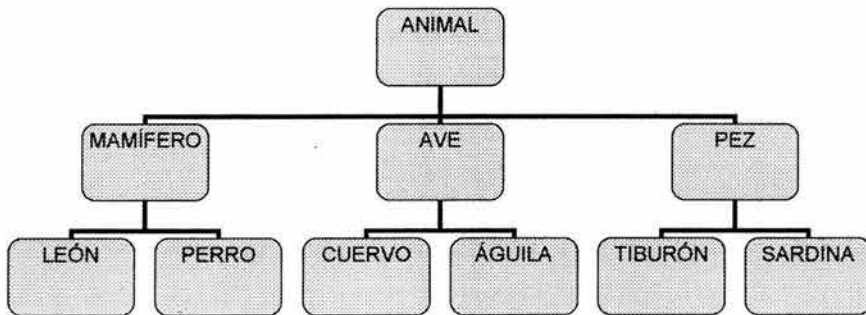 ANIMAL
MAMÍFERO AVE PEZ
LEÓN PERRO CUERVO ÁGUILA TIBURÓN SARDINA